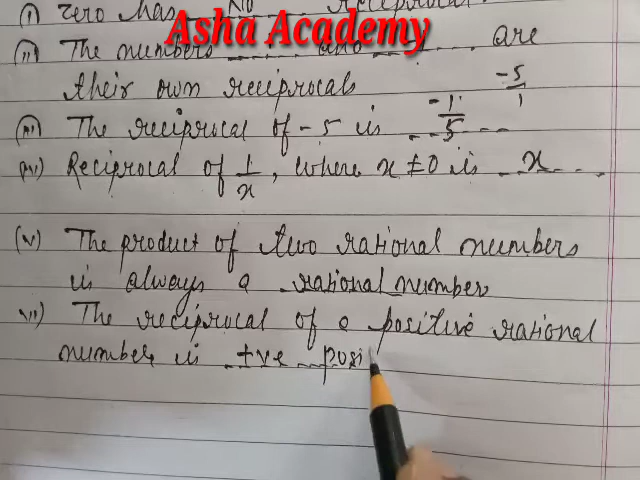 (i) Zero has No reciprocal.
Asha Academy
(ii) The numbers and are
their own reciprocals
-5/1
(iii) The reciprocal of -5 is -1/5
(iv) Reciprocal of 1/x, where x ≠ 0 is x
(v) The product of two rational numbers
is always a rational number
vi) The reciprocal of a positive rational
number is +ve posi